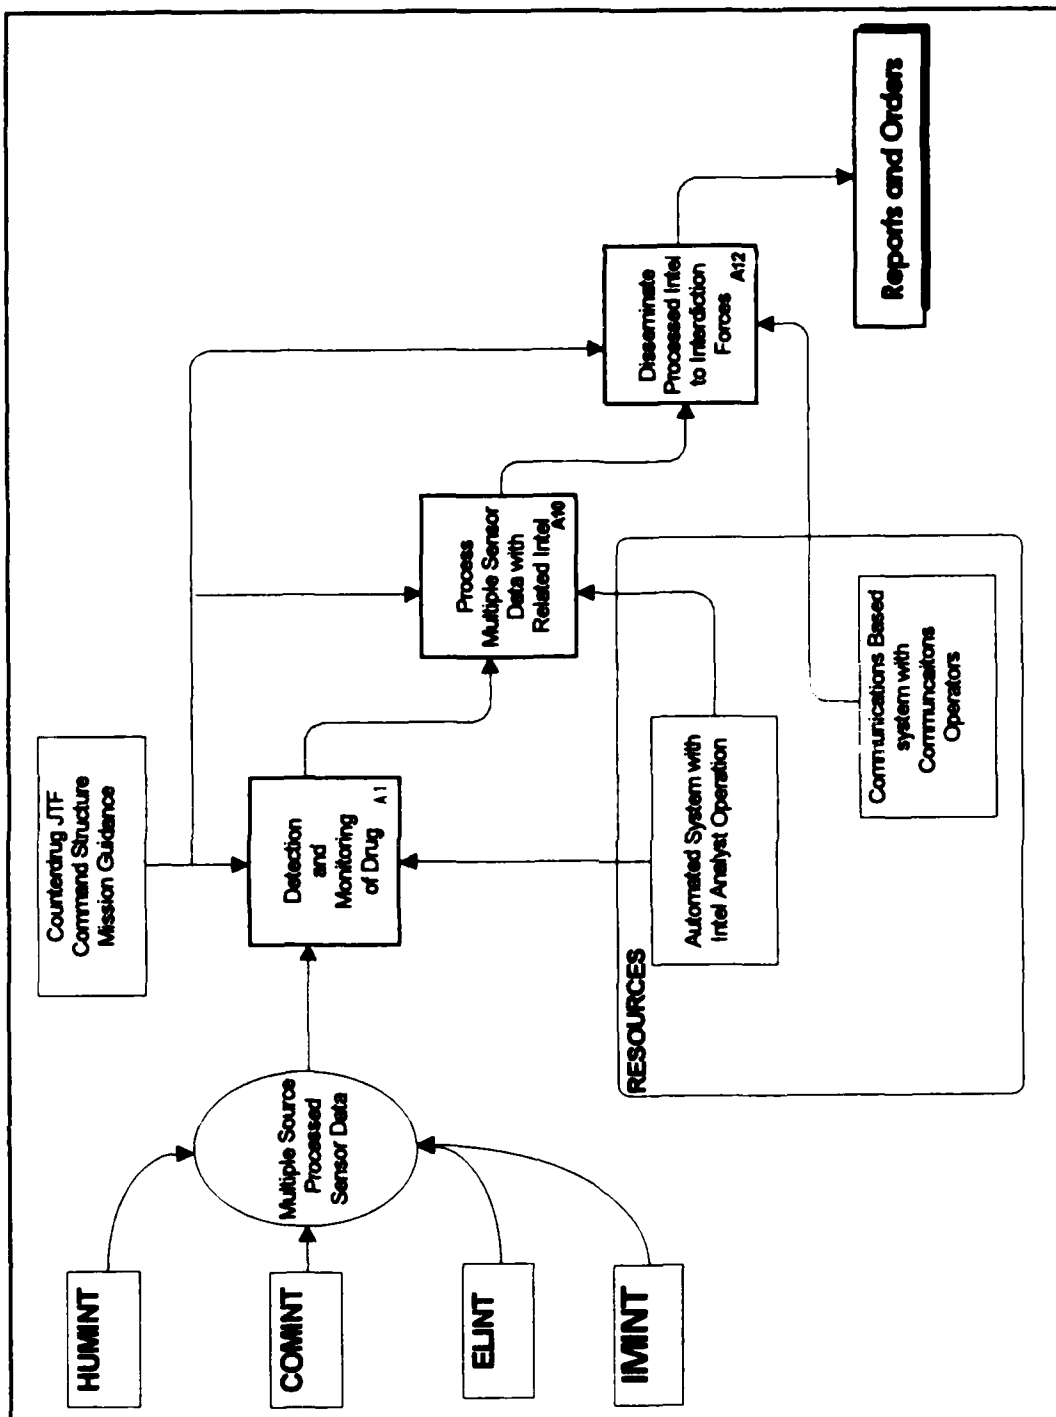 HUMINT
COMINT
ELINT
IMINT
Multiple Source
Processed
Sensor Data
Counterdrug JTF
Command Structure
Mission Guidance
Detection
and
Monitoring
of Drug
A1
Process
Multiple Sensor
Data with
Related Intel
A10
Disseminate
Processed Intel
to Interdiction
Forces
A12
RESOURCES
Automated System with
Intel Analyst Operation
Communications Based
system with
Communcaitons
Operators
Reports and Orders